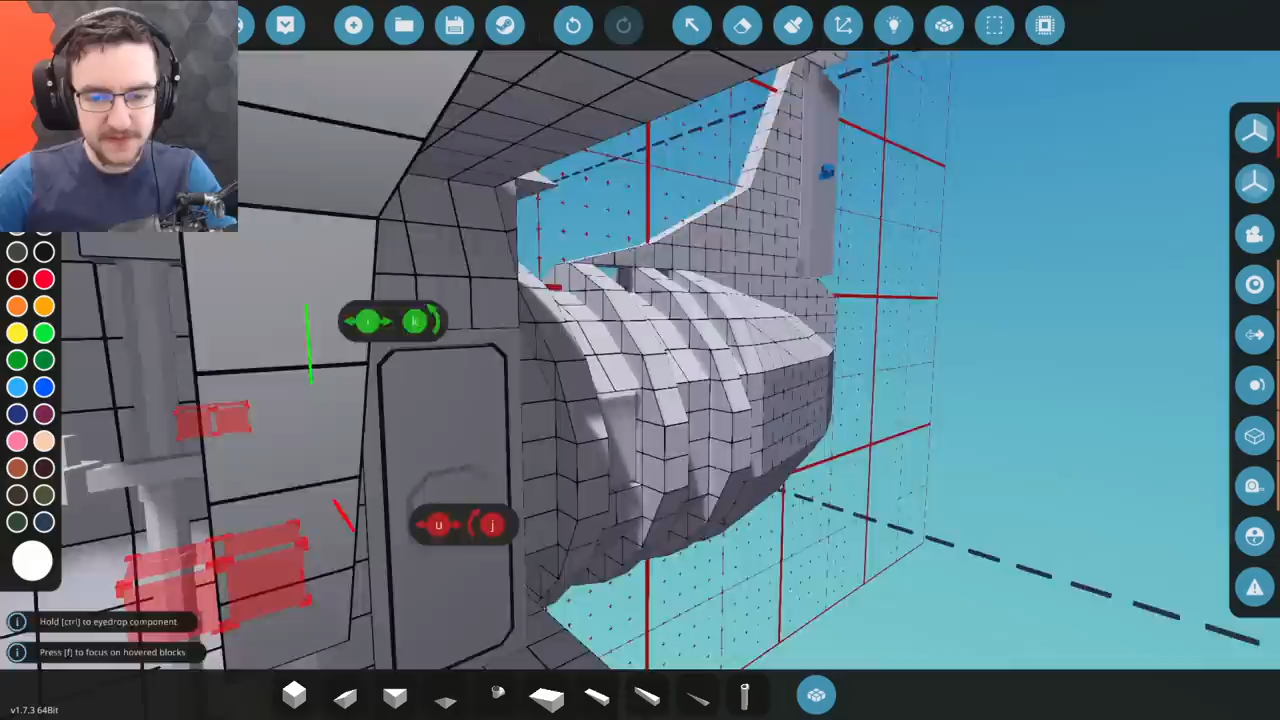 i k
u j
Hold [ctrl] to eyedrop component
Press [f] to focus on hovered blocks
v1.7.3 64Bit